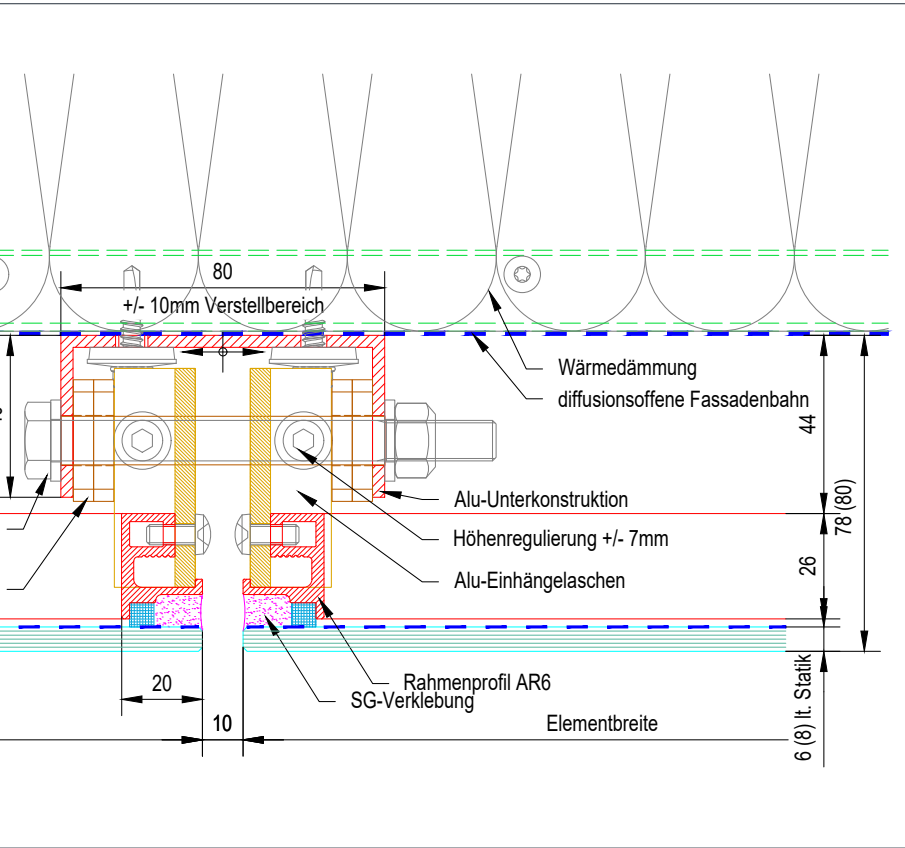 80
+/- 10mm Verstellbereich
Wärmedämmung
diffusionsoffene Fassadenbahn
44
78 (80)
Alu-Unterkonstruktion
Höhenregulierung +/- 7mm
26
Alu-Einhängelaschen
20
Rahmenprofil AR6
SG-Verklebung
10
Elementbreite
6 (8) lt. Statik